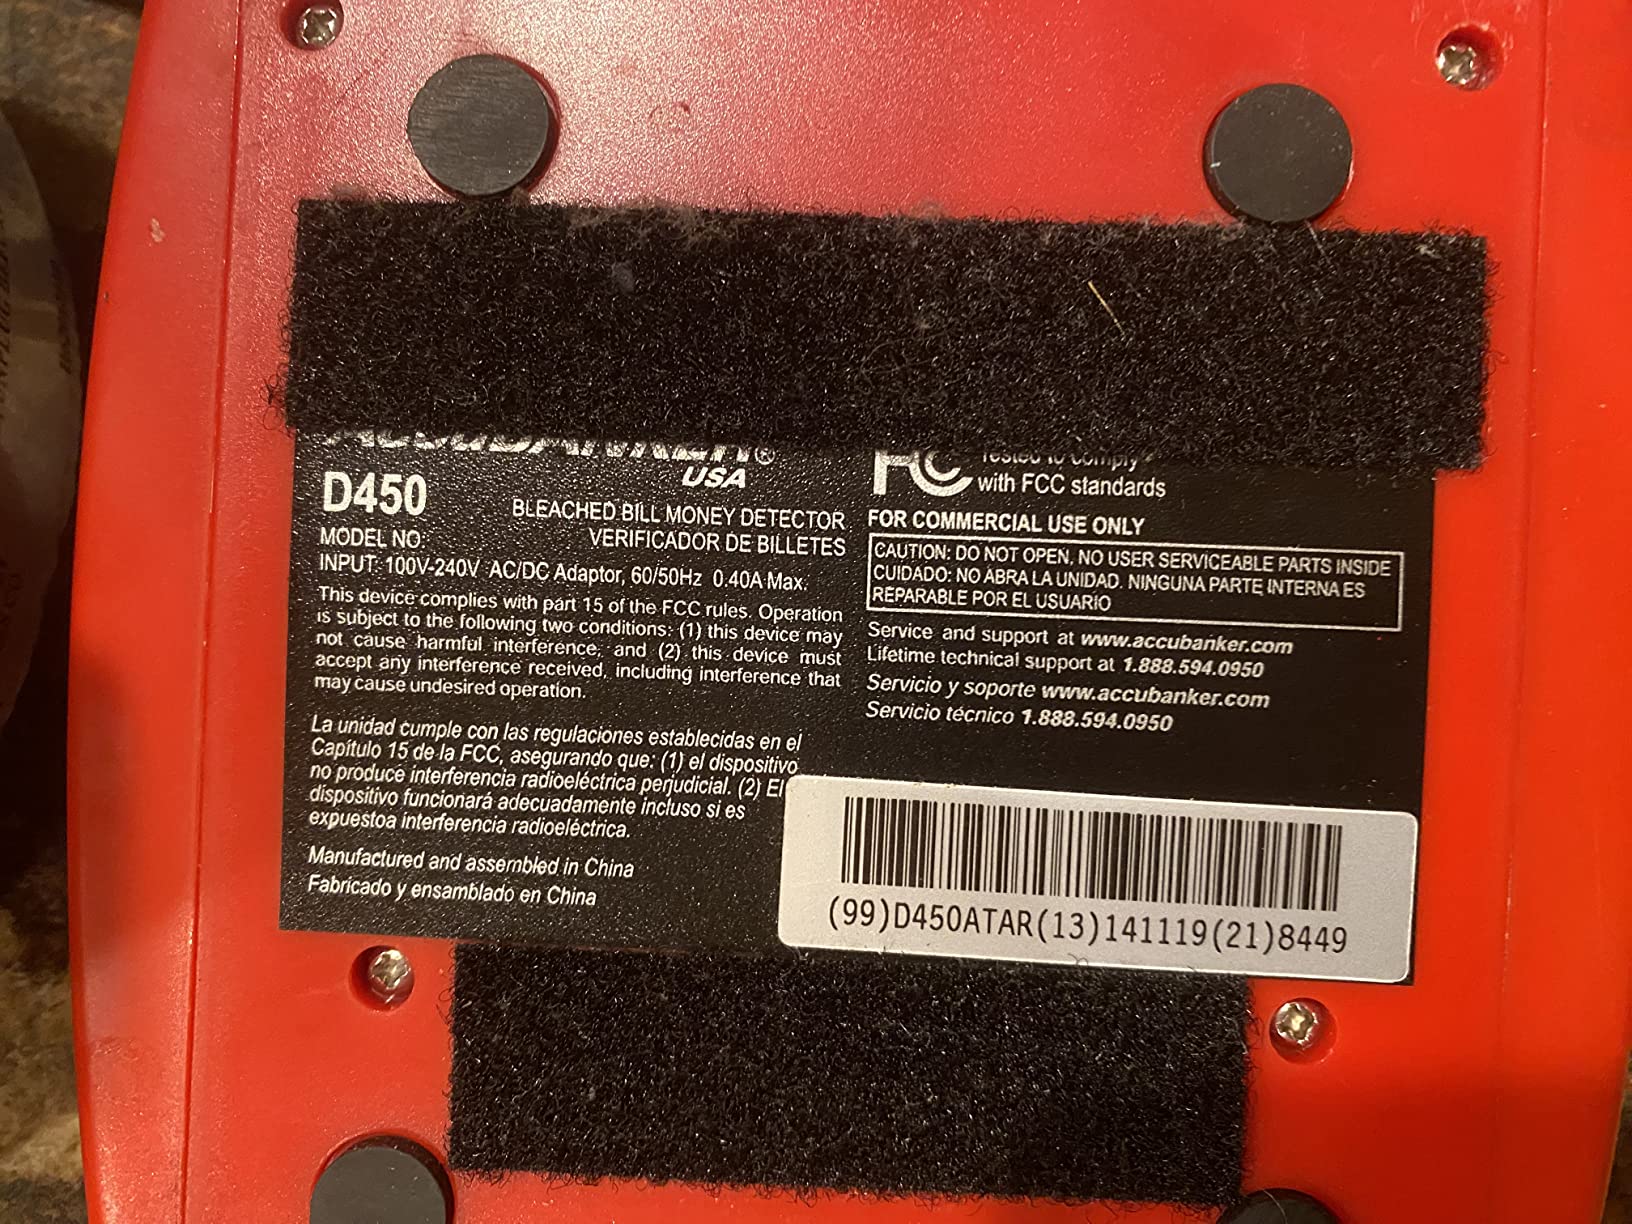 ACCUBANKER®
USA
D450
BLEACHED BILL MONEY DETECTOR
MODEL NO:
VERIFICADOR DE BILLETES
INPUT: 100V-240V AC/DC Adaptor, 60/50Hz 0.40A Max.
This device complies with part 15 of the FCC rules. Operation
is subject to the following two conditions: (1) this device may
not cause harmful interference, and (2) this device must
accept any interference received, including interference that
may cause undesired operation.
La unidad cumple con las regulaciones establecidas en el
Capítulo 15 de la FCC, asegurando que: (1) el dispositivo
no produce interferencia radioeléctrica perjudicial. (2) El
dispositivo funcionará adecuadamente incluso si es
expuestoa interferencia radioeléctrica.
Manufactured and assembled in China
Fabricado y ensamblado en China
FC Tested to comply
with FCC standards
FOR COMMERCIAL USE ONLY
CAUTION: DO NOT OPEN. NO USER SERVICEABLE PARTS INSIDE
CUIDADO: NO ABRA LA UNIDAD. NINGUNA PARTE INTERNA ES
REPARABLE POR EL USUARIO
Service and support at www.accubanker.com
Lifetime technical support at 1.888.594.0950
Servicio y soporte www.accubanker.com
Servicio técnico 1.888.594.0950
(99)D450ATAR(13)141119(21)8449